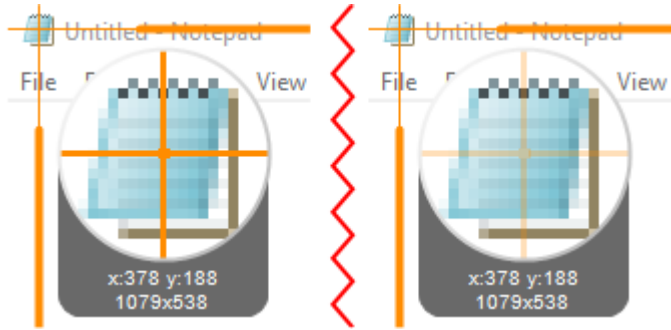 Untitled - Notepad
File
View
x:378 y:188
1079x538
Untitled - Notepad
File
View
x:378 y:188
1079x538